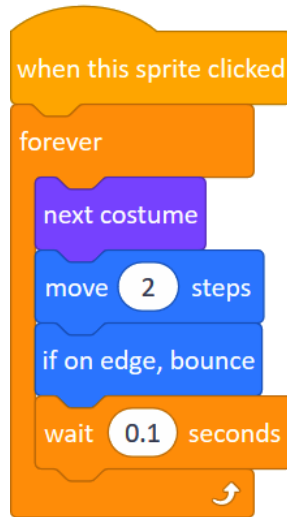 when this sprite clicked
forever
next costume
move 2 steps
if on edge, bounce
wait 0.1 seconds